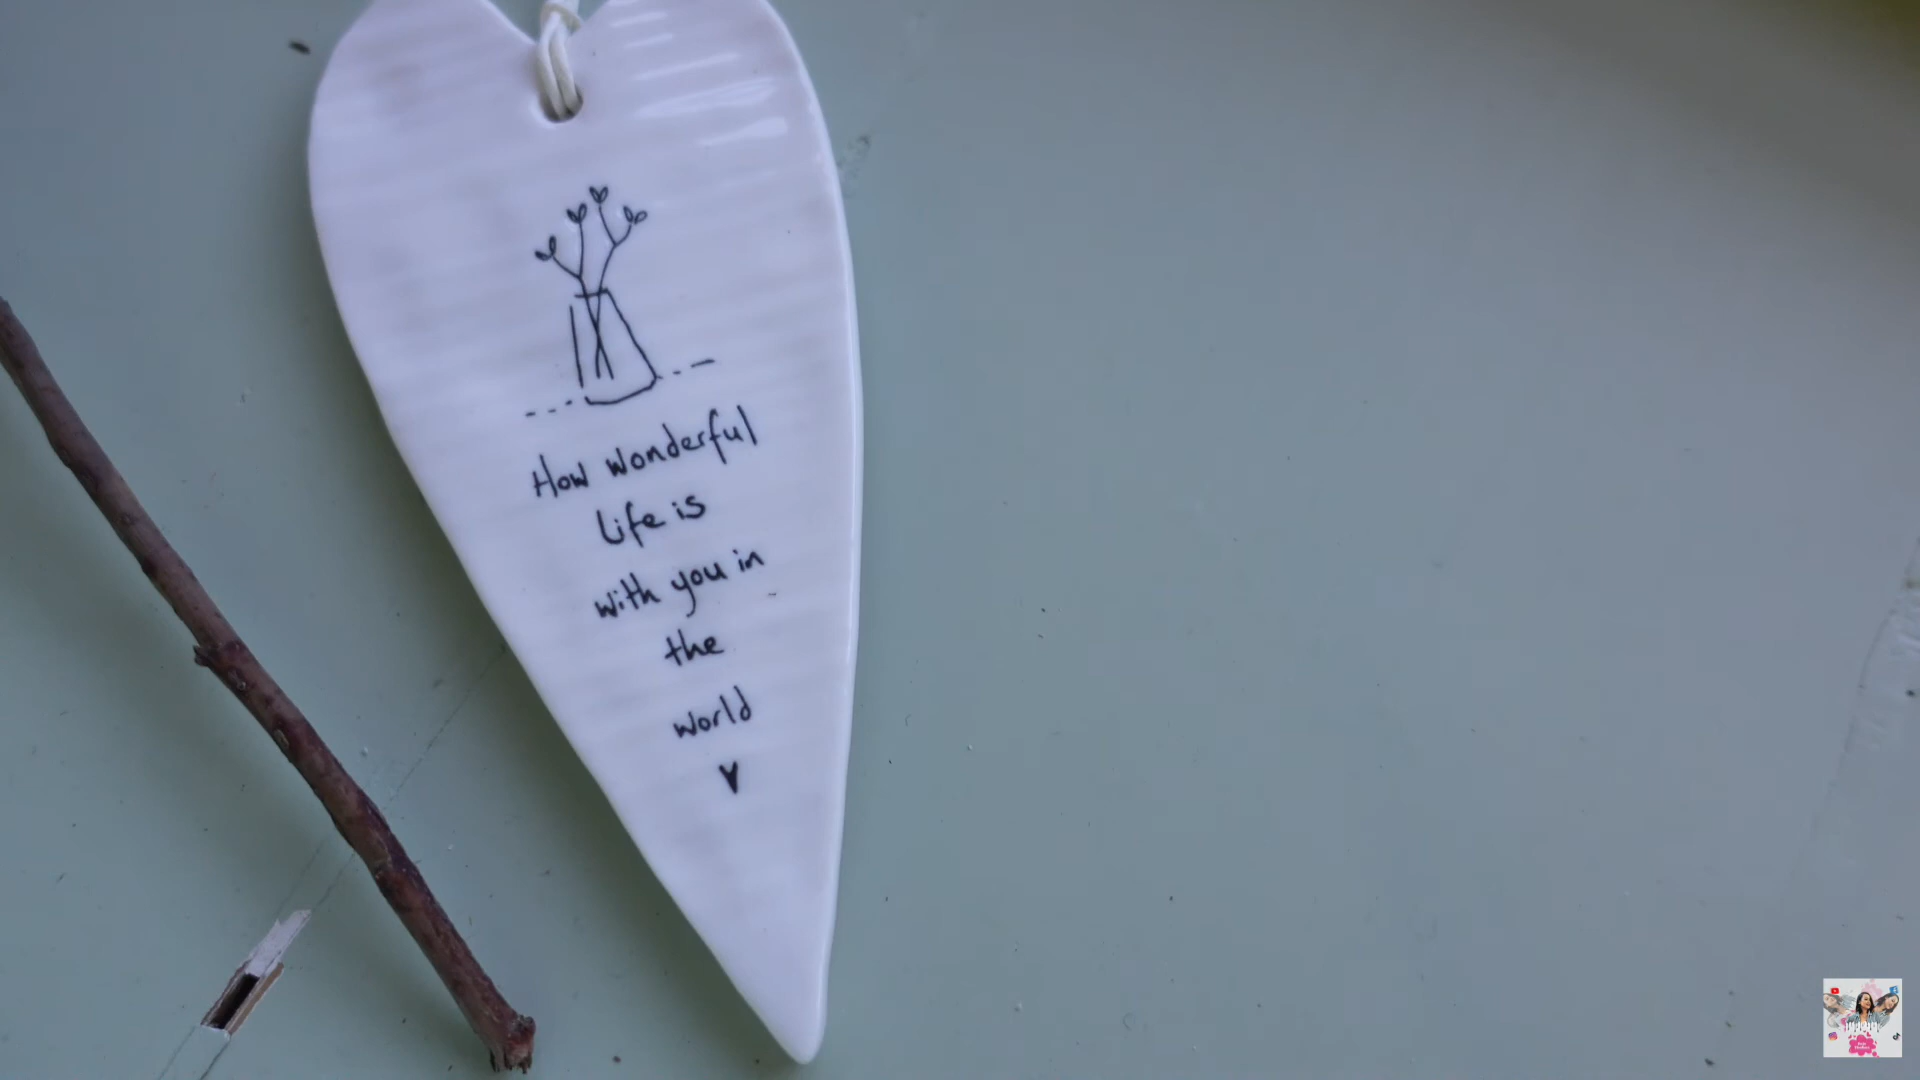 How wonderful
life is
with you in
the
world